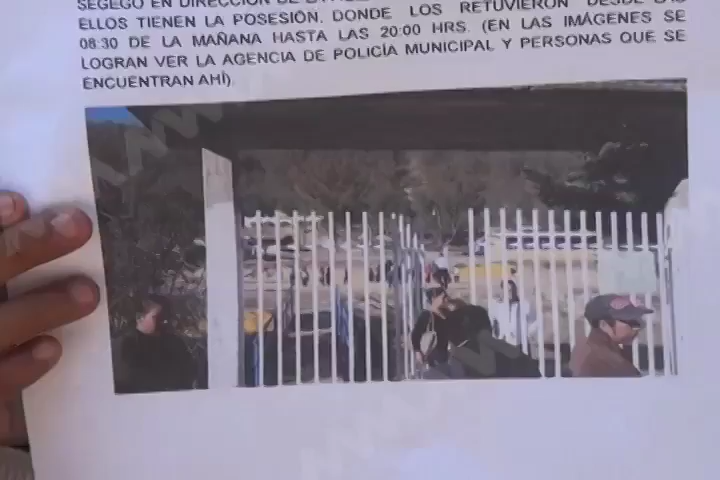 SEGEGO EN DIRECCIÓN DE
ELLOS TIENEN LA POSESIÓN. DONDE LOS RETUVIERON DESDE LAS
08:30 DE LA MAÑANA HASTA LAS 20:00 HRS. (EN LAS IMÁGENES SE
LOGRAN VER LA AGENCIA DE POLICÍA MUNICIPAL Y PERSONAS QUE SE
ENCUENTRAN AHÍ).